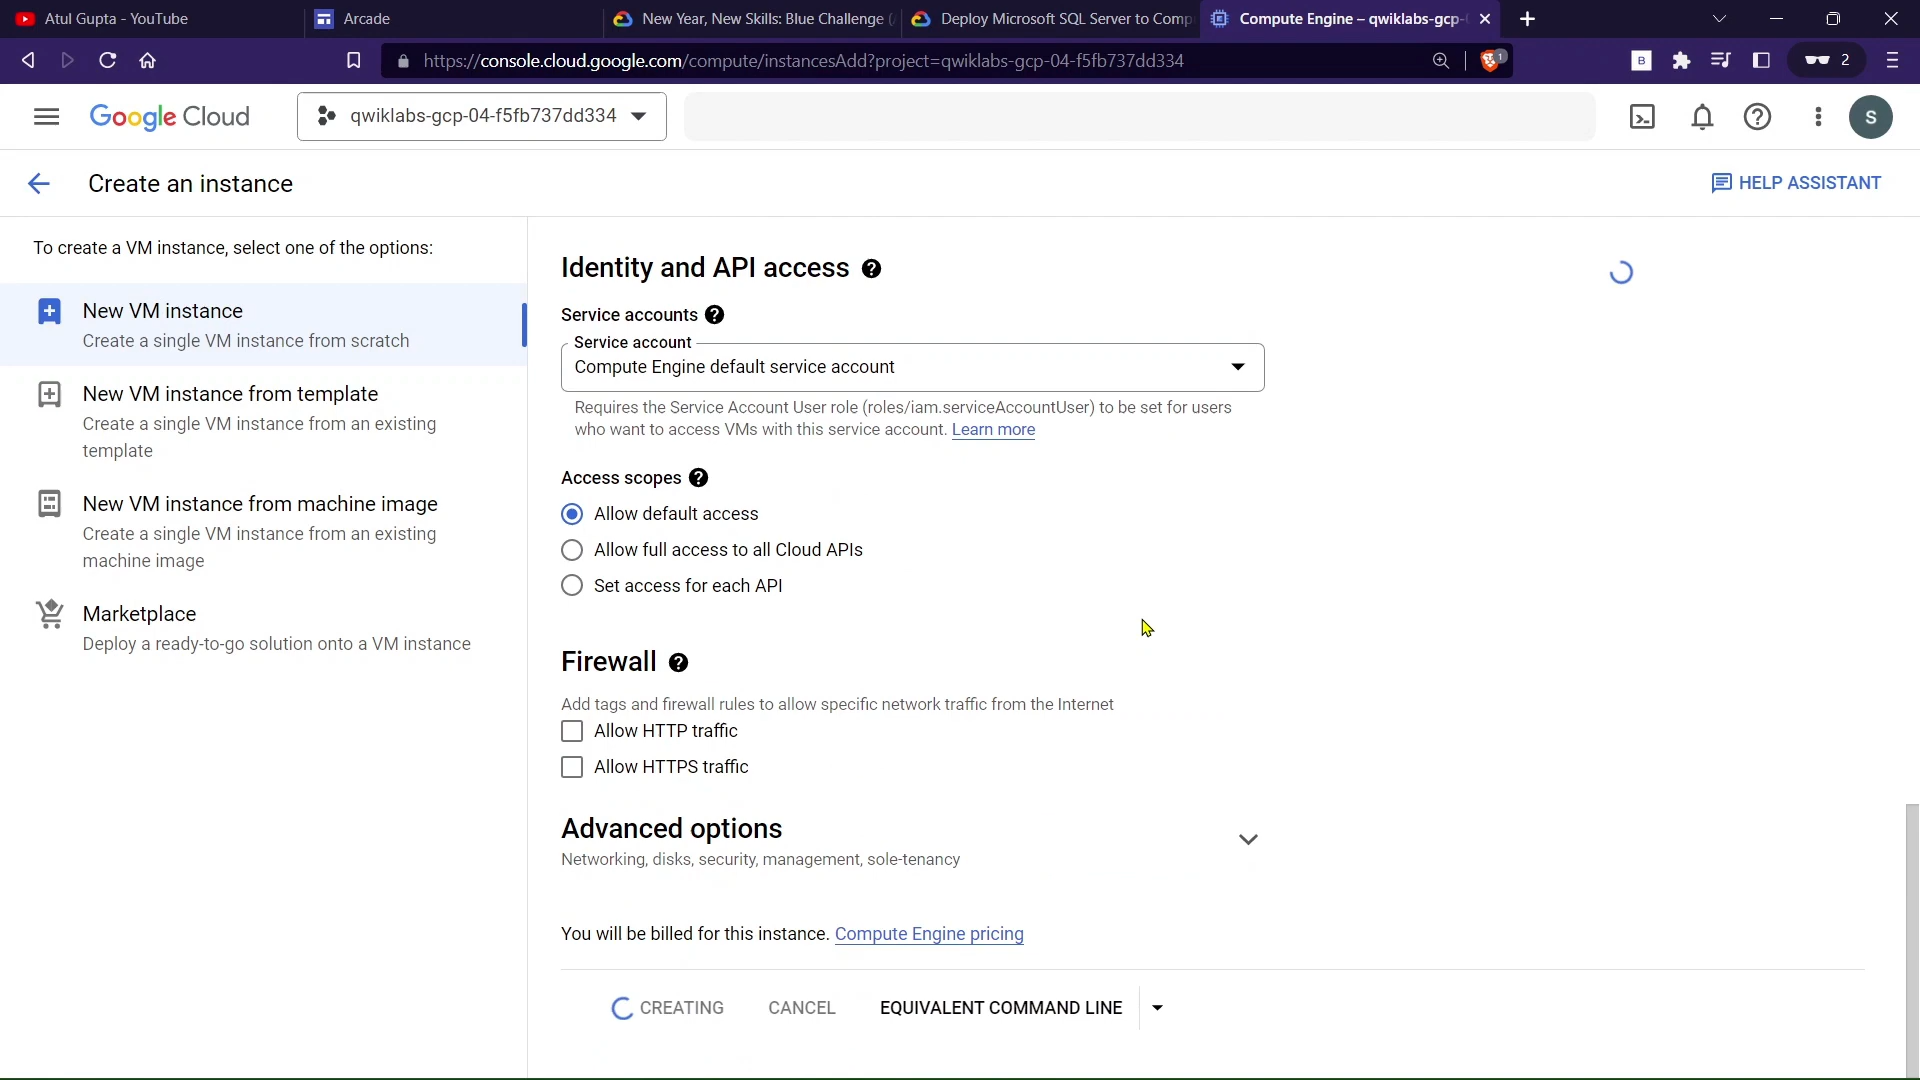 Atul Gupta - YouTube
Arcade
New Year, New Skills: Blue Challenge (
Deploy Microsoft SQL Server to Comp
Compute Engine – qwiklabs-gcp-
https://console.cloud.google.com/compute/instancesAdd?project=qwiklabs-gcp-04-f5fb737dd334
1
B
2
Google Cloud
qwiklabs-gcp-04-f5fb737dd334
S
Create an instance
HELP ASSISTANT
To create a VM instance, select one of the options:
New VM instance
Create a single VM instance from scratch
New VM instance from template
Create a single VM instance from an existing
template
New VM instance from machine image
Create a single VM instance from an existing
machine image
Marketplace
Deploy a ready-to-go solution onto a VM instance
Identity and API access
Service accounts
Service account
Compute Engine default service account
Requires the Service Account User role (roles/iam.serviceAccountUser) to be set for users
who want to access VMs with this service account. Learn more
Access scopes
Allow default access
Allow full access to all Cloud APIs
Set access for each API
Firewall
Add tags and firewall rules to allow specific network traffic from the Internet
Allow HTTP traffic
Allow HTTPS traffic
Advanced options
Networking, disks, security, management, sole-tenancy
You will be billed for this instance. Compute Engine pricing
CREATING
CANCEL
EQUIVALENT COMMAND LINE